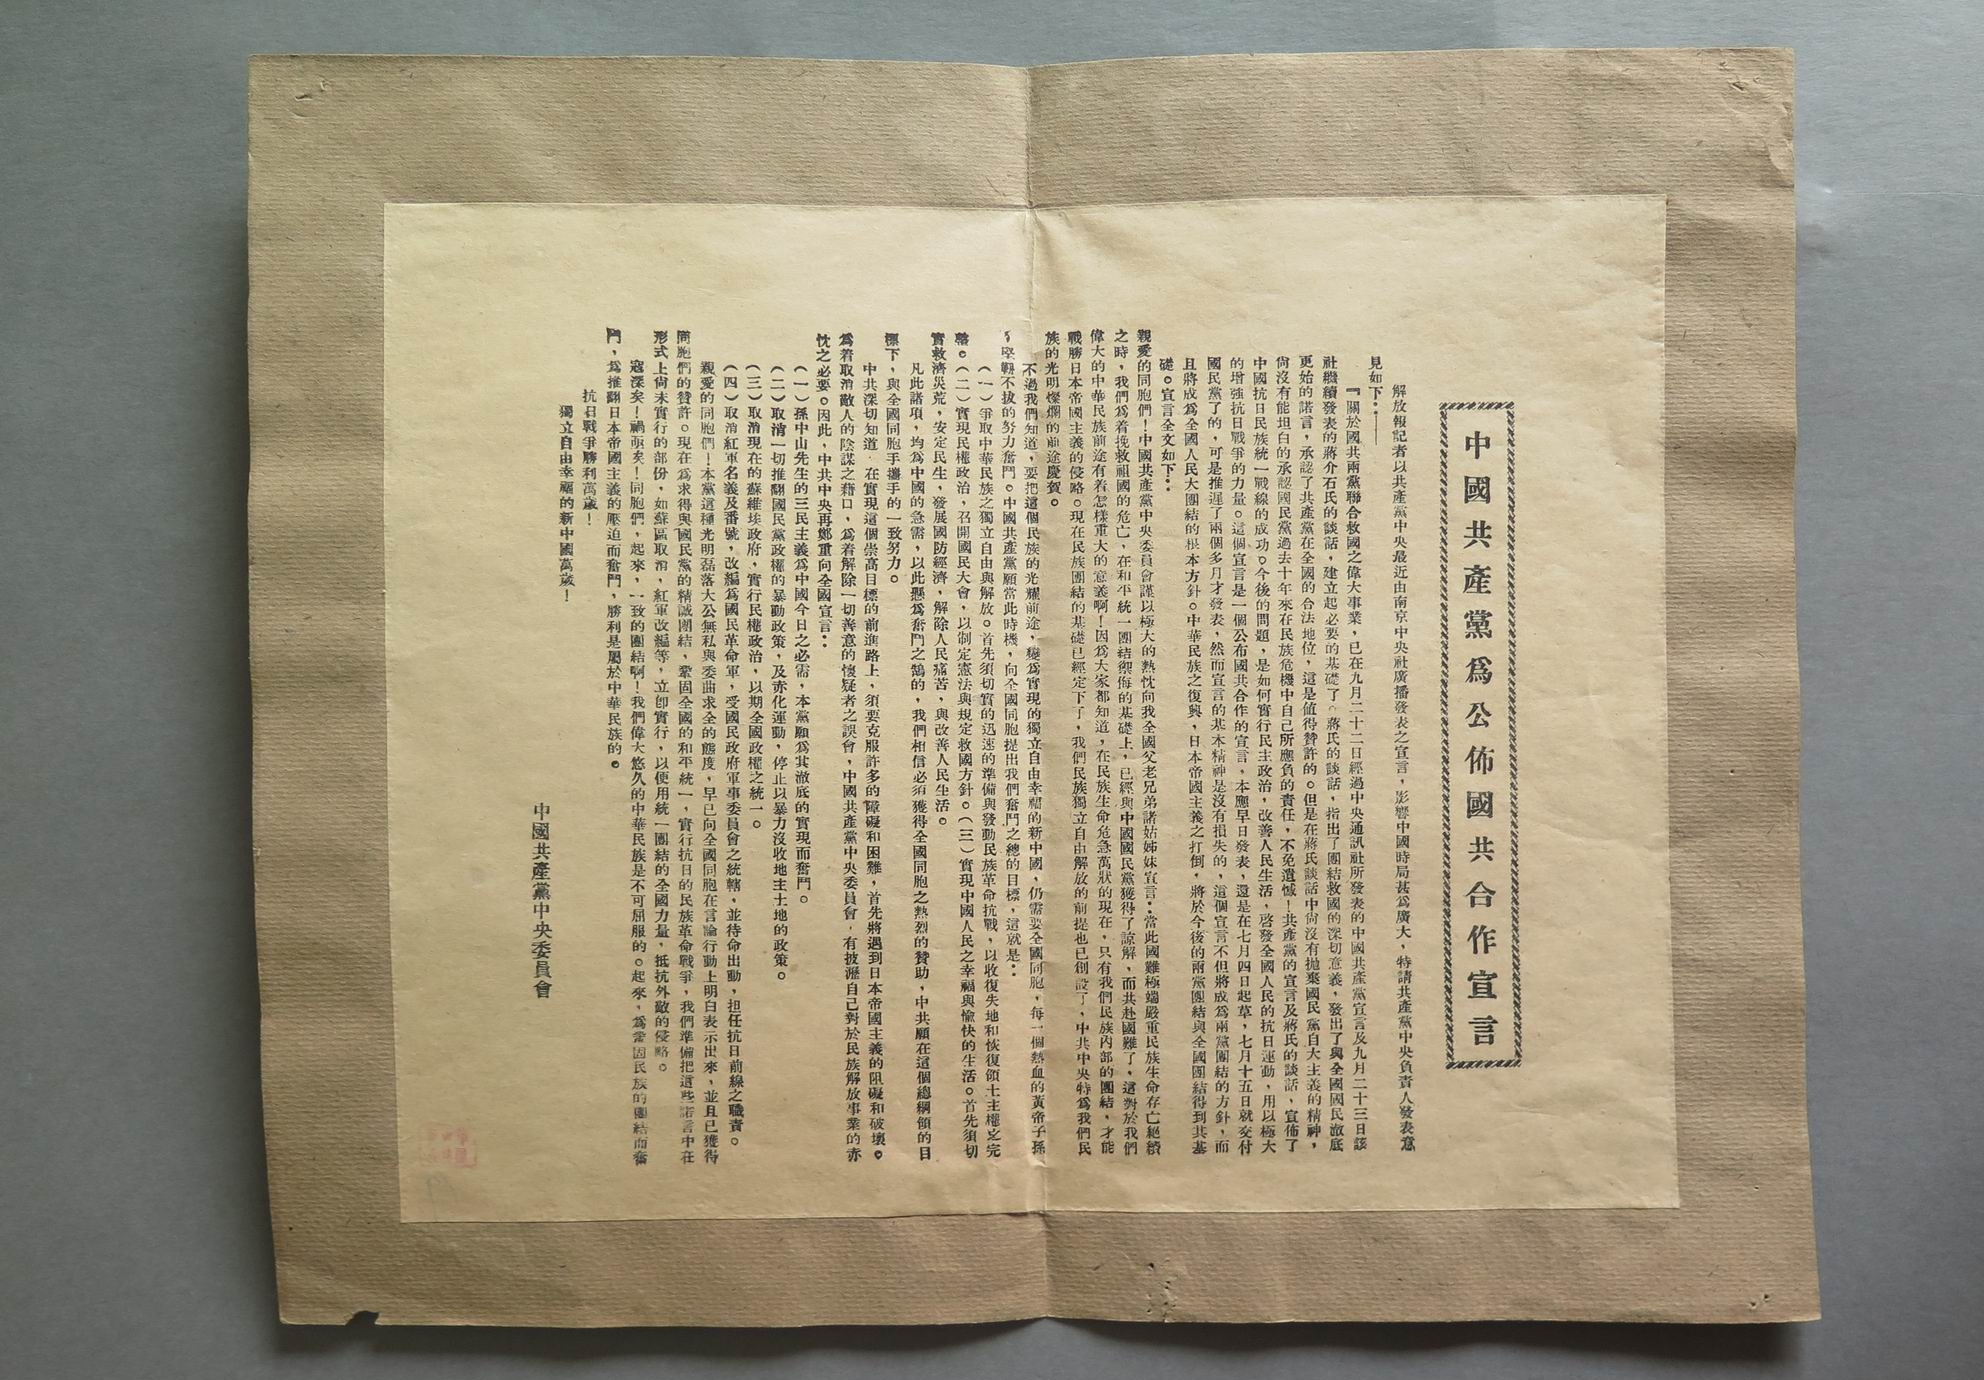 中國共產黨爲公佈國共合作宣言
解放報記者以共產黨中央最近由南京中央社廣播發表之宣言，影響中國時局甚爲廣大，特請共產黨中央負責人發表意
見如下：——
『關於國共兩黨聯合救國之偉大事業，已在九月二十二日經過中央通訊社所發表的中國共產黨宣言及九月二十三日該
社繼續發表的蔣介石氏的談話，建立起必要的基礎了。蔣氏的談話，指出了團結救國的深切意義，發出了與全國國民澈底
更始的諾言，承認了共產黨在全國的合法地位，這是值得贊許的。但是在蔣氏談話中尙沒有拋棄國民黨自大主義的精神，
尙沒有能坦白的承認國民黨過去十年來在民族危機中自己所應負的責任，不免遺憾！共產黨的宣言及蔣氏的談話，宣佈了
中國抗日民族統一戰線的成功。今後的問題，是如何實行民主政治，改善人民生活，啓發全國人民的抗日運動，用以極大
的增強抗日戰爭的力量。這個宣言是一個公布國共合作的宣言，本應早日發表，還是在七月四日起草，七月十五日就交付
國民黨了的，可是推遲了兩個多月才發表，然而宣言的基本精神是沒有損失的，這個宣言不但將成爲兩黨團結的方針，而
且將成爲全國人民大團結的根本方針。中華民族之復興，日本帝國主義之打倒，將於今後的兩黨團結與全國團結得到其基
礎。宣言全文如下：
親愛的同胞們！中國共產黨中央委員會謹以極大的熱忱向我全國父老兄弟諸姑姊妹宣言：當此國難極端嚴重民族生命存亡絕續
之時，我們爲着挽救祖國的危亡，在和平統一團結禦侮的基礎上，已經與中國國民黨獲得了諒解，而共赴國難了，這對於我們
偉大的中華民族前途有着怎樣重大的意義啊！因爲大家都知道，在民族生命危急萬狀的現在，只有我們民族內部的團結，才能
戰勝日本帝國主義的侵略。現在民族團結的基礎已經定下了，我們民族獨立自由解放的前提也已創設了，中共中央特爲我們民
族的光明燦爛的前途慶賀。
不過我們知道，要把這個民族的光耀前途，變爲實現的獨立自由幸福的新中國，仍需要全國同胞，每一個熱血的黃帝子孫
，堅韌不拔的努力奮鬥。中國共產黨願當此時機，向全國同胞提出我們奮鬥之總的目標，這就是：
（一）爭取中華民族之獨立自由與解放。首先須切實的迅速的準備與發動民族革命抗戰，以收復失地和恢復領土主權之完
整。（二）實現民權政治，召開國民大會，以制定憲法與規定救國方針。（三）實現中國人民之幸福與愉快的生活。首先須切
實救濟災荒，安定民生，發展國防經濟，解除人民痛苦，與改善人民生活。
凡此諸項，均爲中國的急需，以此懸爲奮鬥之鵠的，我們相信必須獲得全國同胞之熱烈的贊助，中共願在這個總綱領的目
標下，與全國同胞手攜手的一致努力。
中共深切知道，在實現這個崇高目標的前進路上，須要克服許多的障礙和困難，首先將遇到日本帝國主義的阻礙和破壞。
爲着取消敵人的陰謀之藉口，爲着解除一切善意的懷疑者之誤會，中國共產黨中央委員會，有披瀝自己對於民族解放事業的赤
忱之必要。因此，中共中央再鄭重向全國宣言：
（一）孫中山先生的三民主義爲中國今日之必需，本黨願爲其澈底的實現而奮鬥。
（二）取消一切推翻國民黨政權的暴動政策，及赤化運動，停止以暴力沒收地主土地的政策。
（三）取消現在的蘇維埃政府，實行民權政治，以期全國政權之統一。
（四）取消紅軍名義及番號，改編爲國民革命軍，受國民政府軍事委員會之統轄，並待命出動，担任抗日前線之職責。
親愛的同胞們！本黨這種光明磊落大公無私與委曲求全的態度，早已向全國同胞在言論行動上明白表示出來，並且已獲得
同胞們的贊許。現在爲求得與國民黨的精誠團結，鞏固全國的和平統一，實行抗日的民族革命戰爭，我們準備把這些諾言中在
形式上尙未實行的部份，如蘇區取消，紅軍改編等，立卽實行，以便用統一團結的全國力量，抵抗外敵的侵略。
寇深矣！禍亟矣！同胞們，起來，一致的團結啊！我們偉大悠久的中華民族是不可屈服的。起來，爲鞏固民族的團結而奮
鬥，爲推翻日本帝國主義的壓迫而奮鬥，勝利是屬於中華民族的。
抗日戰爭勝利萬歲！
獨立自由幸福的新中國萬歲！
中國共產黨中央委員會